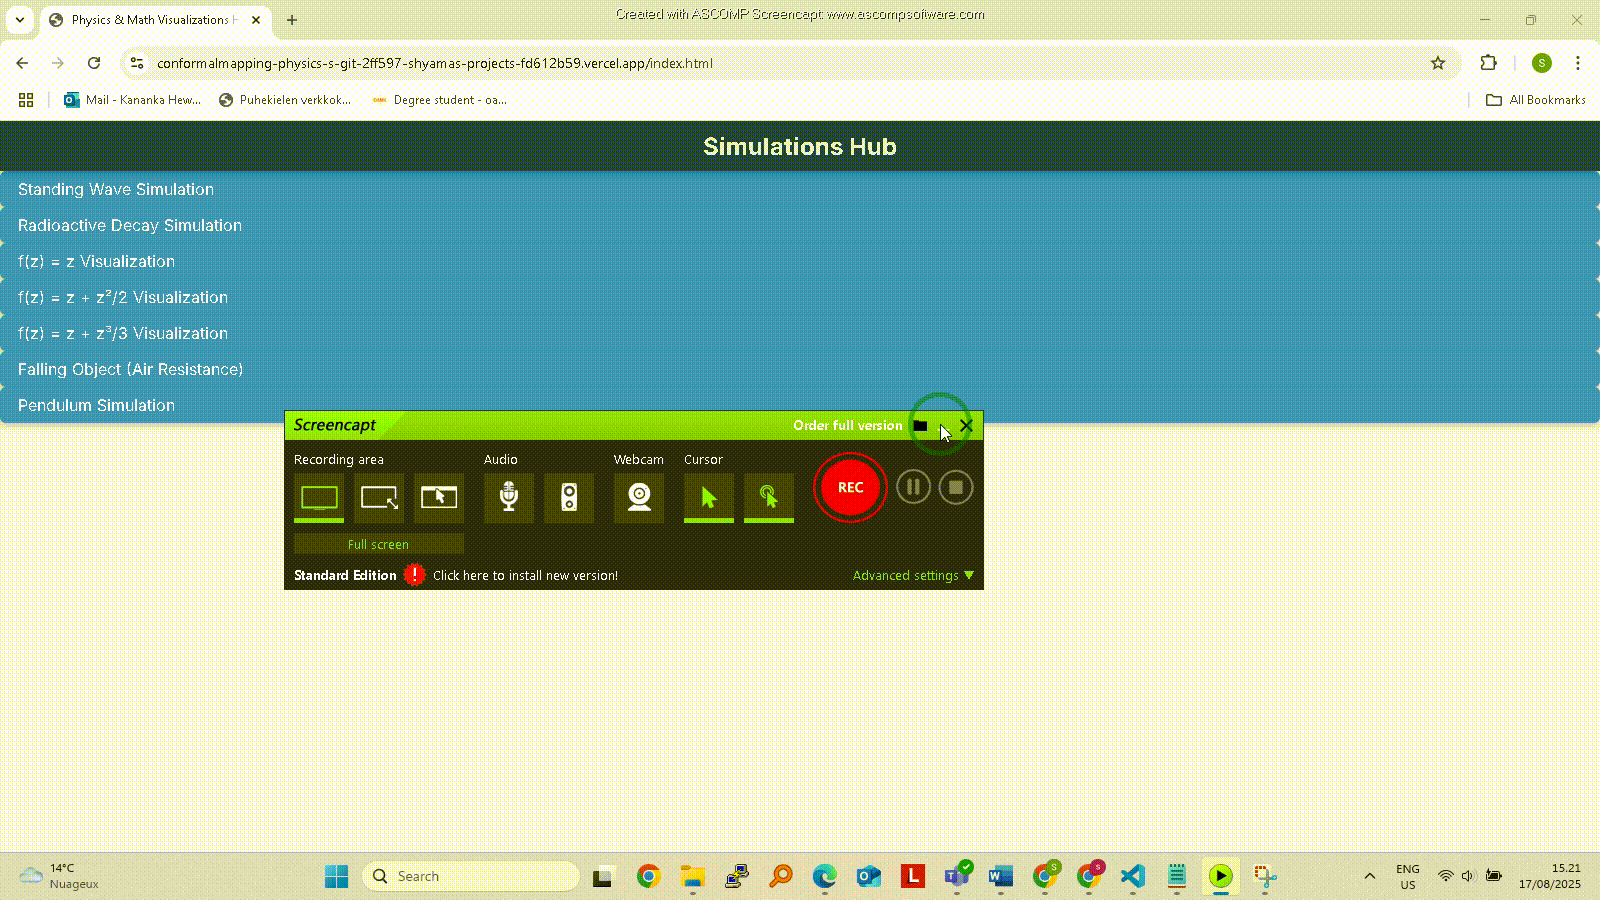 Created with ASCOMP Screencapt: www.ascompsoftware.com
Physics & Math Visualizations H
conformalmapping-physics-s-git-2ff597-shyamas-projects-fd612b59.vercel.app/index.html
S
Mail - Kananka Hew...
Puhekielen verkkok...
Degree student - oa...
All Bookmarks
Simulations Hub
Standing Wave Simulation
Radioactive Decay Simulation
f(z) = z Visualization
f(z) = z + z²/2 Visualization
f(z) = z + z³/3 Visualization
Falling Object (Air Resistance)
Pendulum Simulation
Screencapt
Order full version
Recording area
Audio
Webcam
Cursor
REC
Full screen
Standard Edition
! Click here to install new version!
Advanced settings ▼
14°C
Nuageux
Search
ENG
US
15.21
17/08/2025